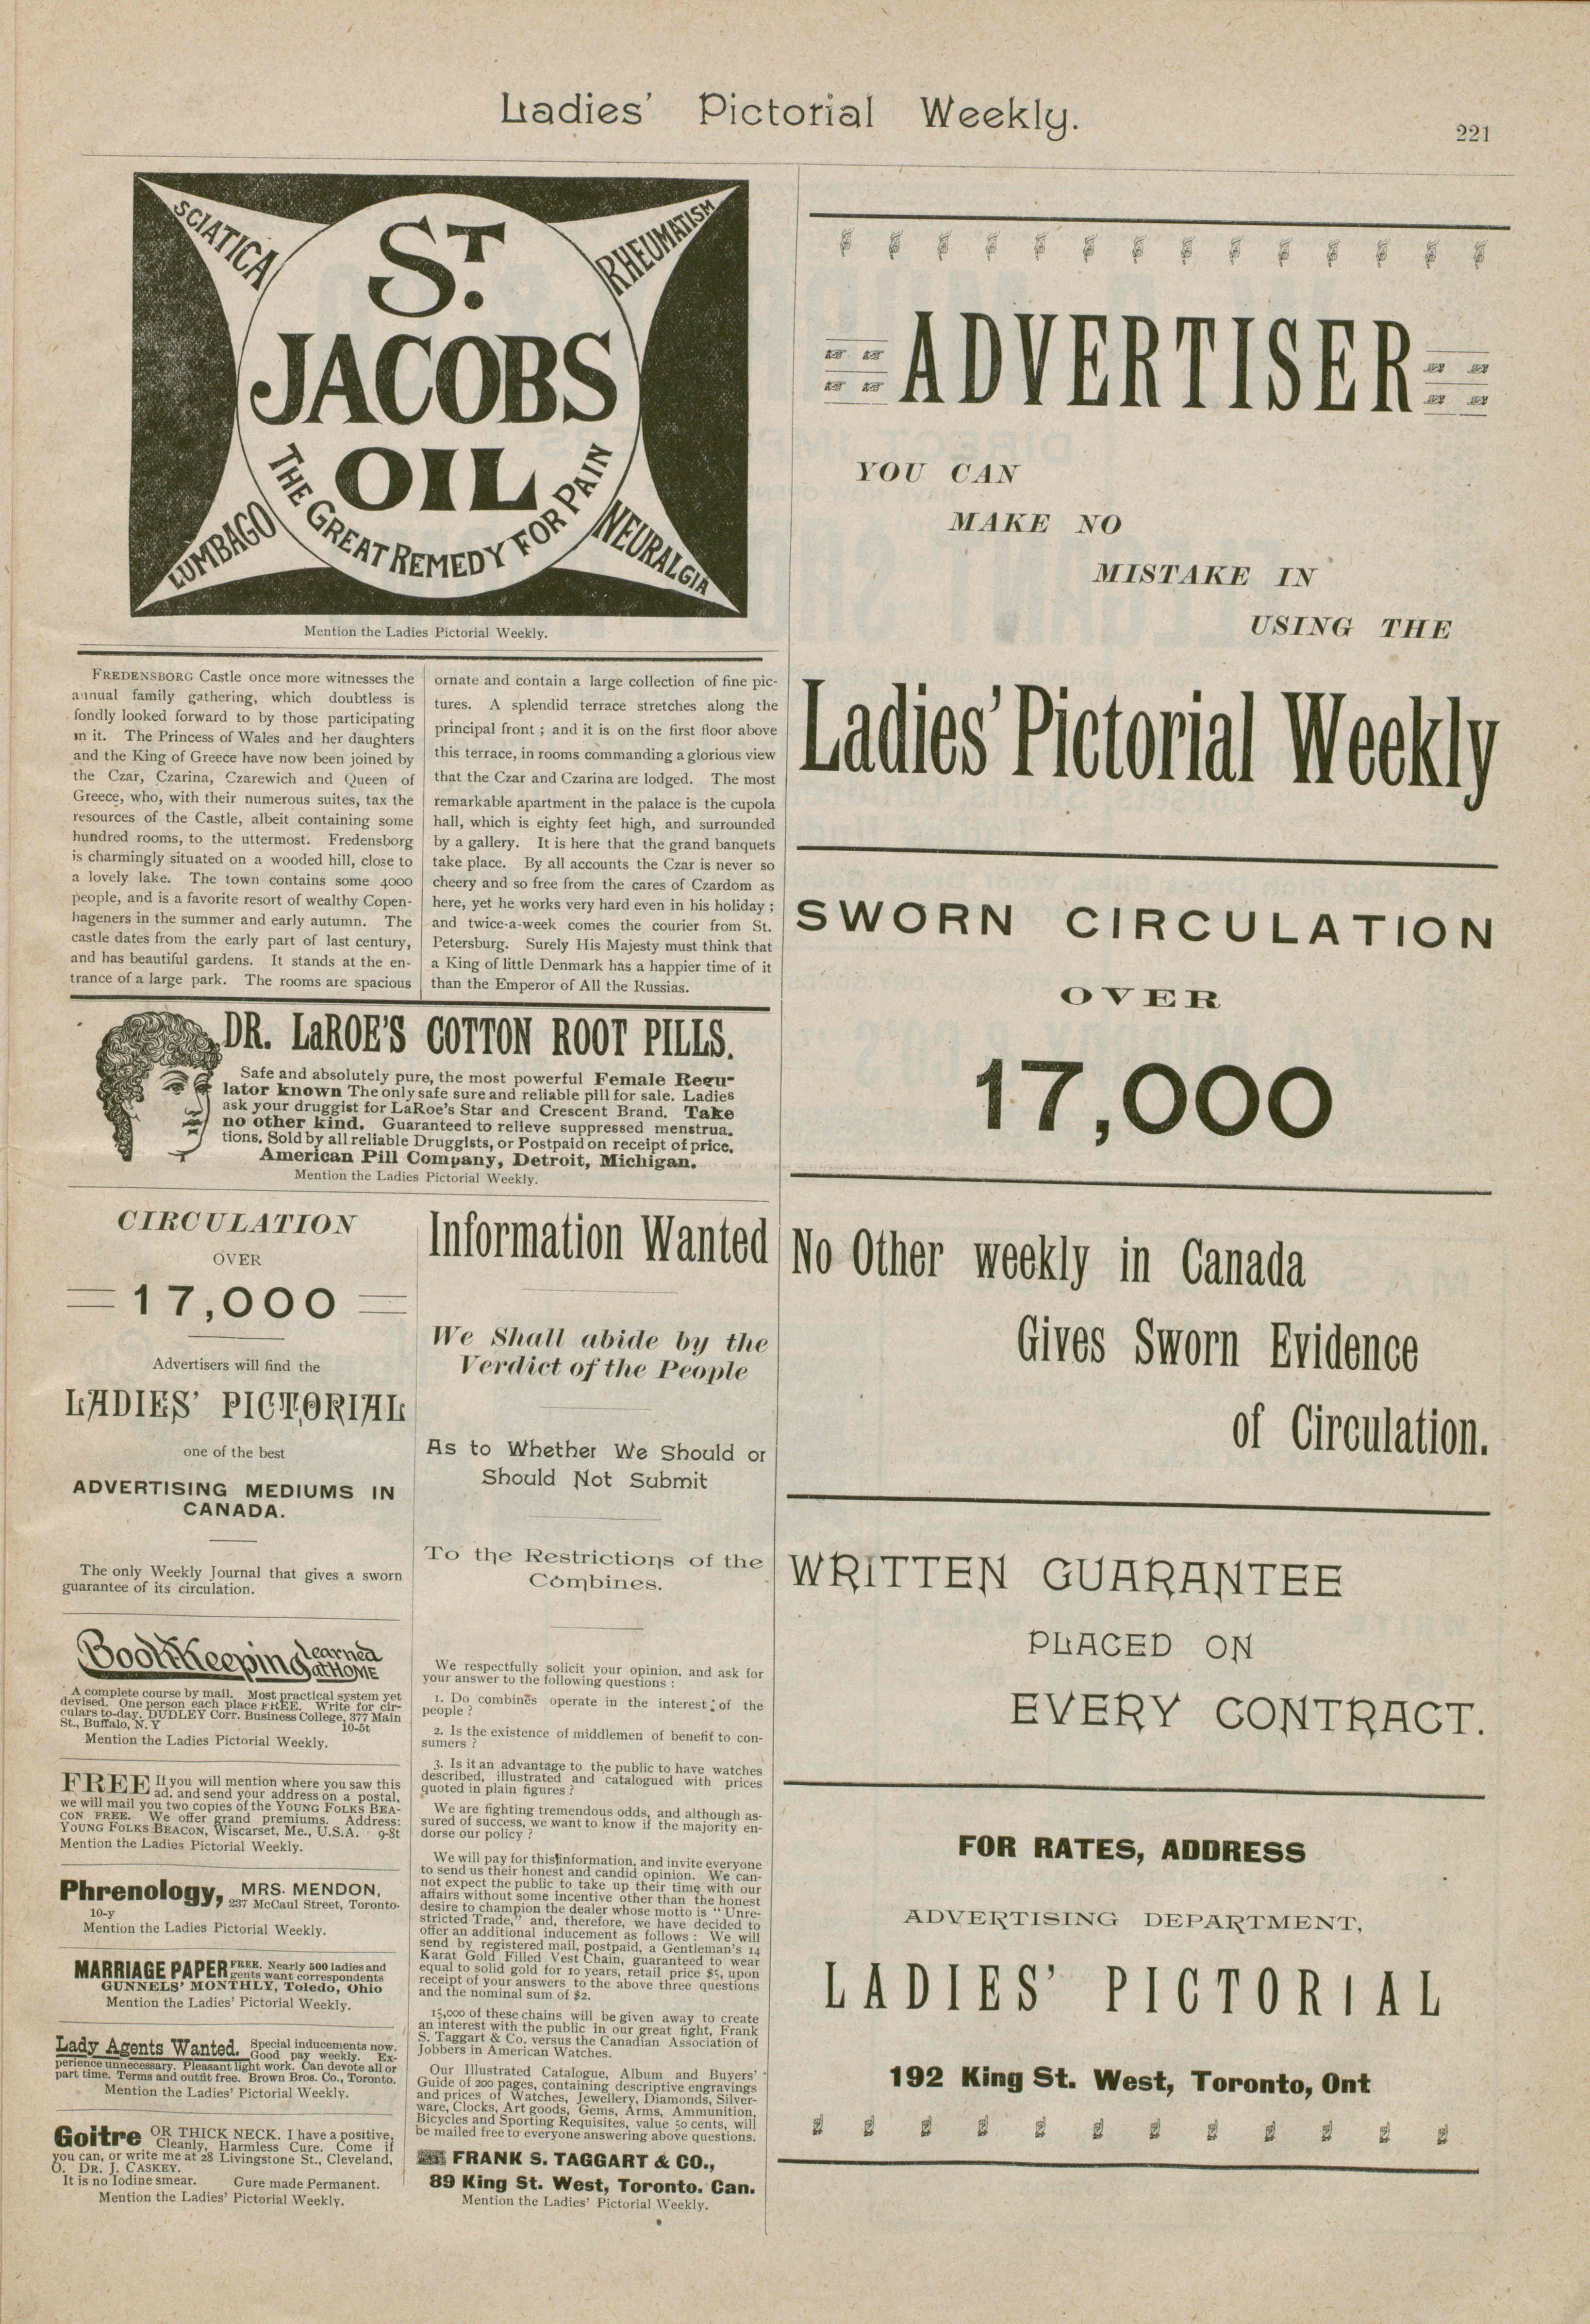 Ladies' Pictorial Weekly.
221
SCIATICA
RHEUMATISM
ST.
JACOBS
OIL
THE GREAT REMEDY FOR PAIN
LUMBAGO
NEURALGIA
Mention the Ladies Pictorial Weekly.
FREDENSBORG Castle once more witnesses the
annual family gathering, which doubtless is
fondly looked forward to by those participating
in it. The Princess of Wales and her daughters
and the King of Greece have now been joined by
the Czar, Czarina, Czarewich and Queen of
Greece, who, with their numerous suites, tax the
resources of the Castle, albeit containing some
hundred rooms, to the uttermost. Fredensborg
is charmingly situated on a wooded hill, close to
a lovely lake. The town contains some 4000
people, and is a favorite resort of wealthy Copen-
hageners in the summer and early autumn. The
castle dates from the early part of last century,
and has beautiful gardens. It stands at the en-
trance of a large park. The rooms are spacious
ornate and contain a large collection of fine pic-
tures. A splendid terrace stretches along the
principal front ; and it is on the first floor above
this terrace, in rooms commanding a glorious view
that the Czar and Czarina are lodged. The most
remarkable apartment in the palace is the cupola
hall, which is eighty feet high, and surrounded
by a gallery. It is here that the grand banquets
take place. By all accounts the Czar is never so
cheery and so free from the cares of Czardom as
here, yet he works very hard even in his holiday ;
and twice-a-week comes the courier from St.
Petersburg. Surely His Majesty must think that
a King of little Denmark has a happier time of it
than the Emperor of All the Russias.
DR. LaROE'S COTTON ROOT PILLS.
Safe and absolutely pure, the most powerful Female Regu-
lator known The only safe sure and reliable pill for sale. Ladies
ask your druggist for LaRoe's Star and Crescent Brand. Take
no other kind. Guaranteed to relieve suppressed menstrua.
tions. Sold by all reliable Druggists, or Postpaid on receipt of price.
American Pill Company, Detroit, Michigan.
Mention the Ladies Pictorial Weekly.
CIRCULATION
OVER
17,000
Advertisers will find the
LADIES' PICTORIAL
one of the best
ADVERTISING MEDIUMS IN
CANADA.
The only Weekly Journal that gives a sworn
guarantee of its circulation.
BookKeeping Learned at HOME
A complete course by mail. Most practical system yet
devised. One person each place FREE. Write for cir-
culars to-day. DUDLEY Corr. Business College, 377 Main
St., Buffalo, N. Y 10-5t
Mention the Ladies Pictorial Weekly.
FREE If you will mention where you saw this
ad. and send your address on a postal,
we will mail you two copies of the YOUNG FOLKS BEA-
CON FREE. We offer grand premiums. Address:
YOUNG FOLKS BEACON, Wiscarset, Me., U.S.A. 9-8t
Mention the Ladies Pictorial Weekly.
Phrenology, MRS. MENDON,
237 McCaul Street, Toronto.
10-y
Mention the Ladies Pictorial Weekly.
MARRIAGE PAPER FREE. Nearly 500 ladies and
gents want correspondents
GUNNELS' MONTHLY, Toledo, Ohio
Mention the Ladies' Pictorial Weekly.
Lady Agents Wanted. Special inducements now.
Good pay weekly. Ex-
perience unnecessary. Pleasant light work. Can devote all or
part time. Terms and outfit free. Brown Bros. Co., Toronto.
Mention the Ladies' Pictorial Weekly.
Goitre OR THICK NECK. I have a positive,
Cleanly, Harmless Cure. Come if
you can, or write me at 28 Livingstone St., Cleveland,
O. DR. J. CASKEY.
It is no Iodine smear. Cure made Permanent.
Mention the Ladies' Pictorial Weekly.
Information Wanted
We Shall abide by the
Verdict of the People
As to Whether We Should or
Should Not Submit
To the Restrictions of the
Combines.
We respectfully solicit your opinion, and ask for
your answer to the following questions :
1. Do combines operate in the interest of the
people ?
2. Is the existence of middlemen of benefit to con-
sumers ?
3. Is it an advantage to the public to have watches
described, illustrated and catalogued with prices
quoted in plain figures ?
We are fighting tremendous odds, and although as-
sured of success, we want to know if the majority en-
dorse our policy ?
We will pay for this information, and invite everyone
to send us their honest and candid opinion. We can-
not expect the public to take up their time with our
affairs without some incentive other than the honest
desire to champion the dealer whose motto is "Unre-
stricted Trade," and, therefore, we have decided to
offer an additional inducement as follows : We will
send by registered mail, postpaid, a Gentleman's 14
Karat Gold Filled Vest Chain, guaranteed to wear
equal to solid gold for 10 years, retail price $5, upon
receipt of your answers to the above three questions
and the nominal sum of $2.
15,000 of these chains will be given away to create
an interest with the public in our great fight, Frank
S. Taggart & Co. versus the Canadian Association of
Jobbers in American Watches.
Our Illustrated Catalogue, Album and Buyers'
Guide of 200 pages, containing descriptive engravings
and prices of Watches, Jewellery, Diamonds, Silver-
ware, Clocks, Art goods, Gems, Arms, Ammunition,
Bicycles and Sporting Requisites, value 50 cents, will
be mailed free to everyone answering above questions.
FRANK S. TAGGART & CO.,
89 King St. West, Toronto. Can.
Mention the Ladies' Pictorial Weekly.
ADVERTISER
YOU CAN
MAKE NO
MISTAKE IN
USING THE
Ladies' Pictorial Weekly
SWORN CIRCULATION
OVER
17,000
No Other weekly in Canada
Gives Sworn Evidence
of Circulation.
WRITTEN GUARANTEE
PLACED ON
EVERY CONTRACT.
FOR RATES, ADDRESS
ADVERTISING DEPARTMENT,
LADIES' PICTORIAL
192 King St. West, Toronto, Ont